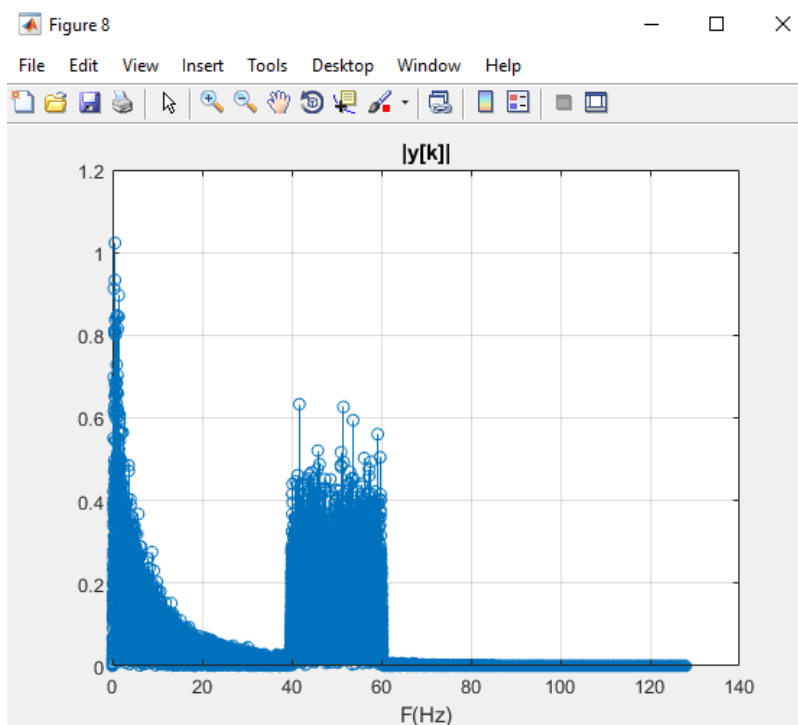 Figure 8
File Edit View Insert Tools Desktop Window Help
|y[k]|
1.2
1
0.8
0.6
0.4
0.2
0
0 20 40 60 80 100 120 140
F(Hz)